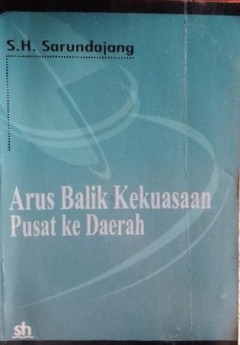 S.H. Sarundajang
Arus Balik Kekuasaan
Pusat ke Daerah
sh